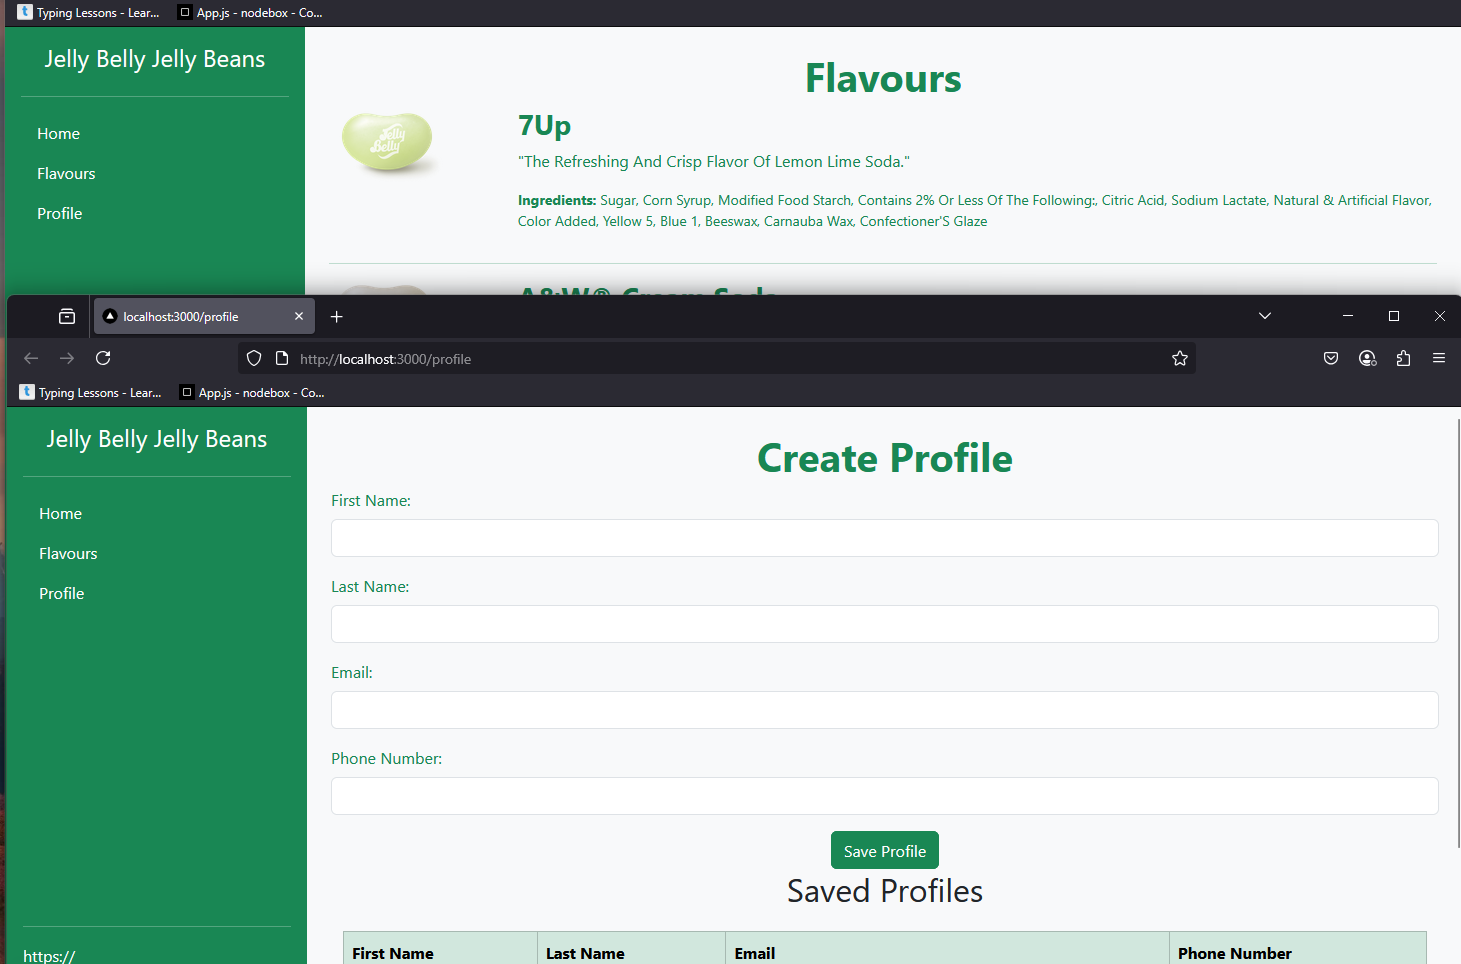 Typing Lessons - Lear...
App.js - nodebox - Co...
Jelly Belly Jelly Beans
Home
Flavours
Profile
Flavours
Jelly
Belly
7Up
"The Refreshing And Crisp Flavor Of Lemon Lime Soda."
Ingredients: Sugar, Corn Syrup, Modified Food Starch, Contains 2% Or Less Of The Following:, Citric Acid, Sodium Lactate, Natural & Artificial Flavor,
Color Added, Yellow 5, Blue 1, Beeswax, Carnauba Wax, Confectioner'S Glaze
A&W® Cream Soda
localhost:3000/profile
http://localhost:3000/profile
Typing Lessons - Lear...
App.js - nodebox - Co...
Jelly Belly Jelly Beans
Home
Flavours
Profile
https://
Create Profile
First Name:
Last Name:
Email:
Phone Number:
Save Profile
Saved Profiles
First Name
Last Name
Email
Phone Number